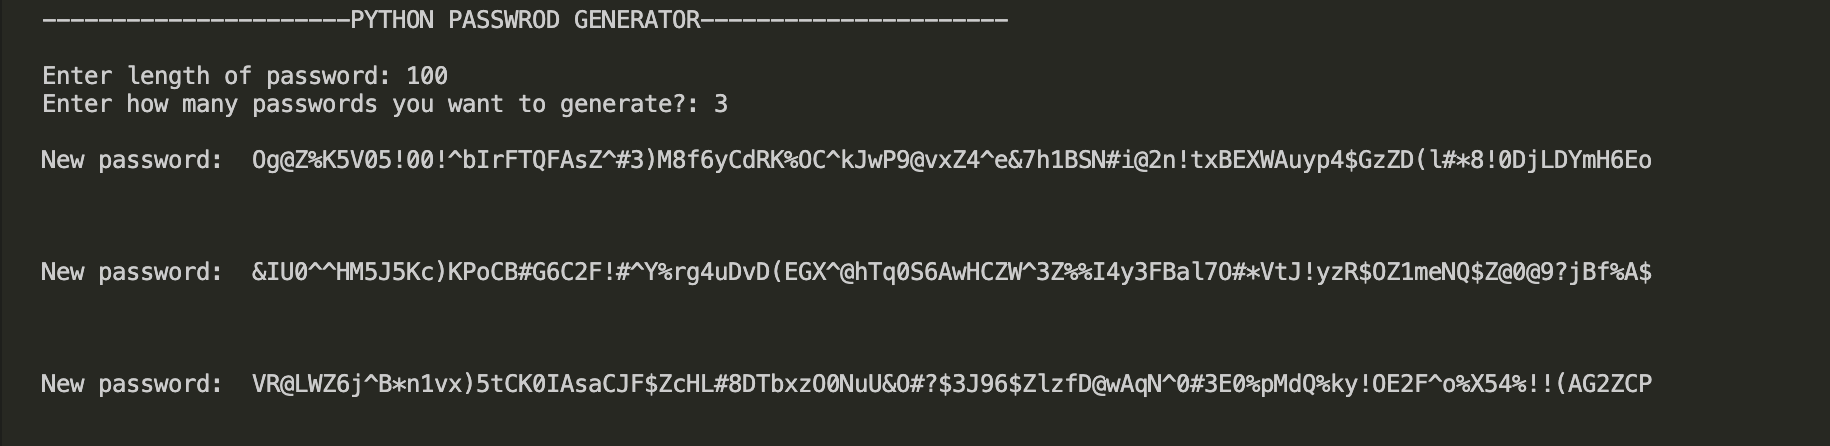 ----------------------PYTHON PASSWROD GENERATOR----------------------
Enter length of password: 100
Enter how many passwords you want to generate?: 3
New password:  Og@Z%K5V05!00!^bIrFTQFAsZ^#3)M8f6yCdRK%OC^kJwP9@vxZ4^e&7h1BSN#i@2n!txBEXWAuyp4$GzZD(l#*8!0DjLDYmH6Eo
New password:  &IU0^^HM5J5Kc)KPoCB#G6C2F!#^Y%rg4uDvD(EGX^@hTq0S6AwHCZW^3Z%%I4y3FBal7O#*VtJ!yzR$OZ1meNQ$Z@0@9?jBf%A$
New password:  VR@LWZ6j^B*n1vx)5tCK0IAsaCJF$ZcHL#8DTbxzO0NuU&O#?$3J96$ZlzfD@wAqN^0#3E0%pMdQ%ky!OE2F^o%X54%!!(AG2ZCP